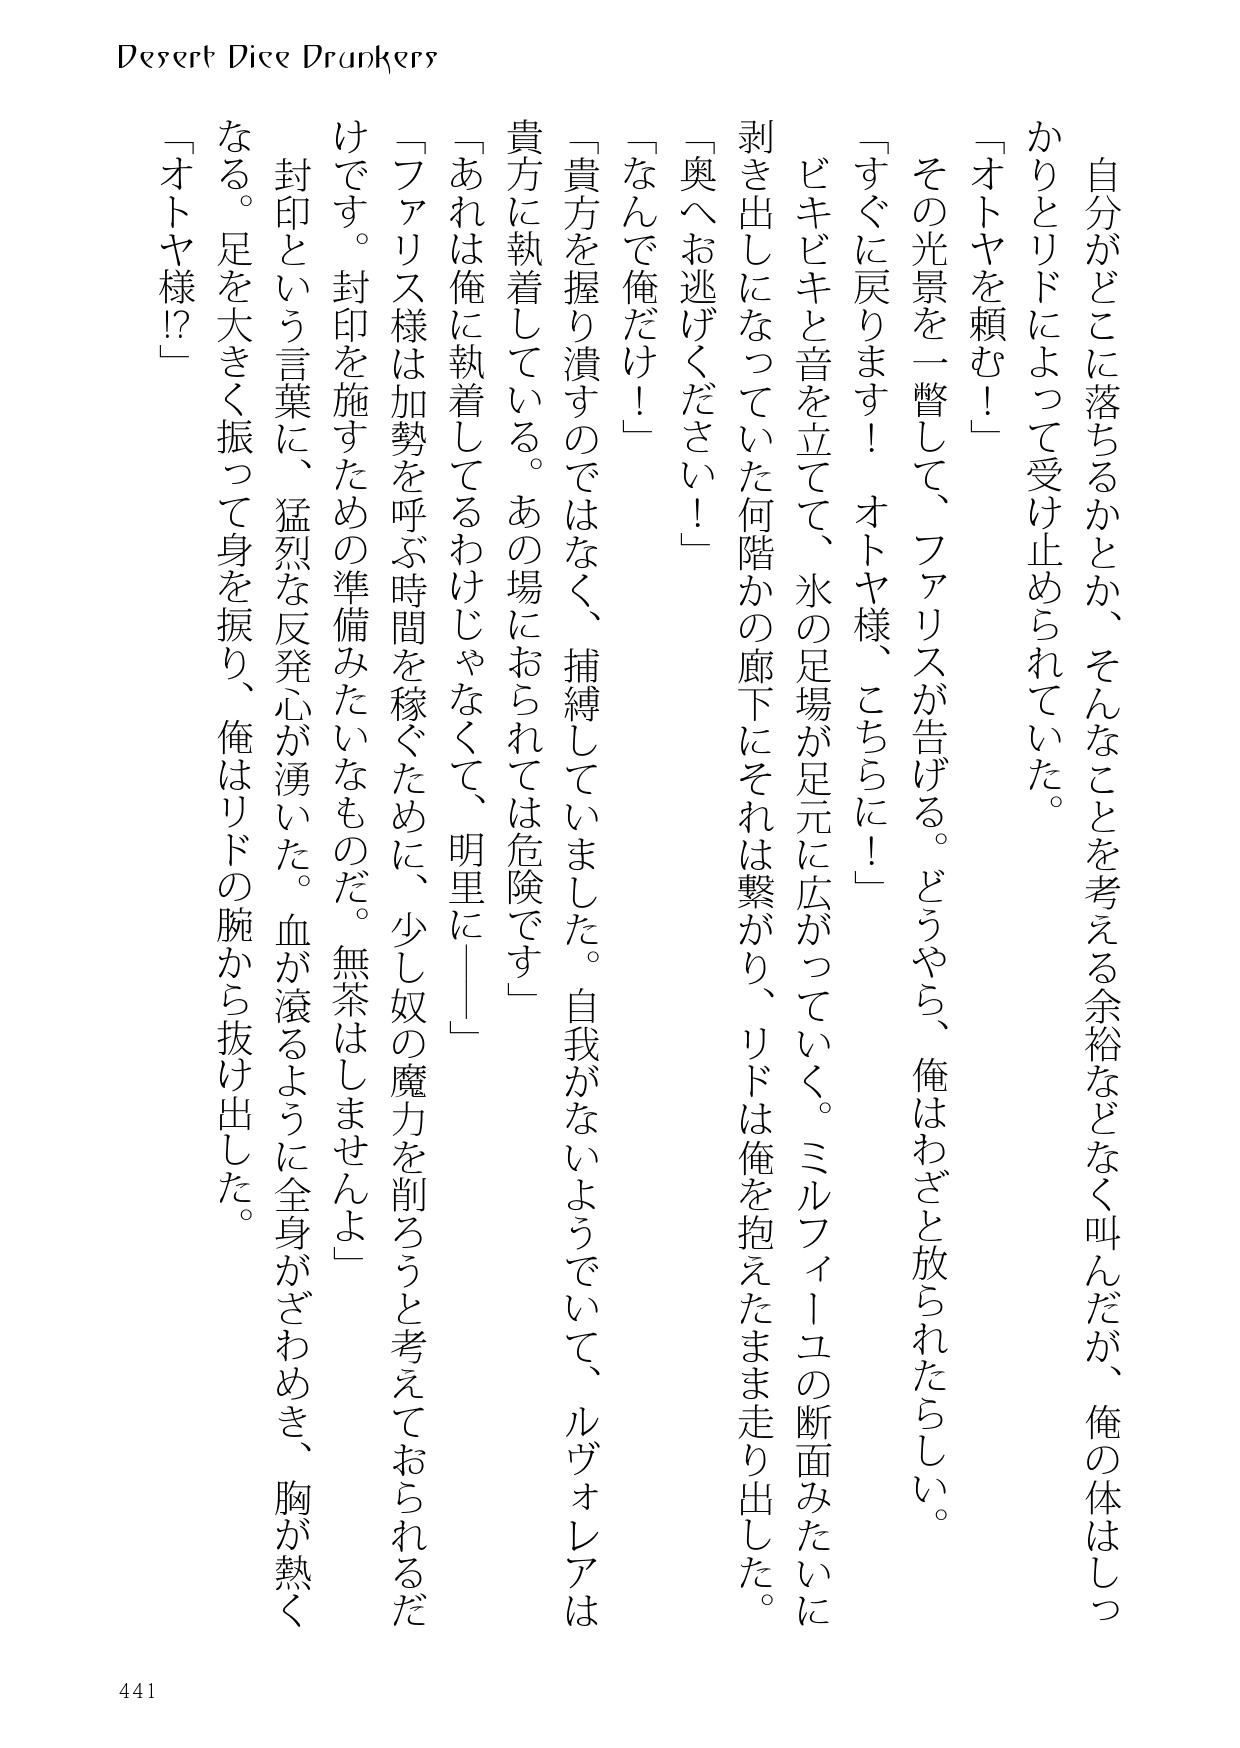 Desert Dice Drunkers
　自分がどこに落ちるかとか、そんなことを考える余裕などなく叫んだが、俺の体はしっ
かりとリドによって受け止められていた。
「オトヤを頼む！」
　その光景を一瞥して、ファリスが告げる。どうやら、俺はわざと放られたらしい。
「すぐに戻ります！　オトヤ様、こちらに！」
　ビキビキと音を立てて、氷の足場が足元に広がっていく。ミルフィーユの断面みたいに
剥き出しになっていた何階かの廊下にそれは繋がり、リドは俺を抱えたまま走り出した。
「奥へお逃げください！」
「なんで俺だけ！」
「貴方を握り潰すのではなく、捕縛していました。自我がないようでいて、ルヴォレアは
貴方に執着している。あの場におられては危険です」
「あれは俺に執着してるわけじゃなくて、明里に――」
「ファリス様は加勢を呼ぶ時間を稼ぐために、少し奴の魔力を削ろうと考えておられるだ
けです。封印を施すための準備みたいなものだ。無茶はしませんよ」
　封印という言葉に、猛烈な反発心が湧いた。血が滾るように全身がざわめき、胸が熱く
なる。足を大きく振って身を捩り、俺はリドの腕から抜け出した。
「オトヤ様!?」
441